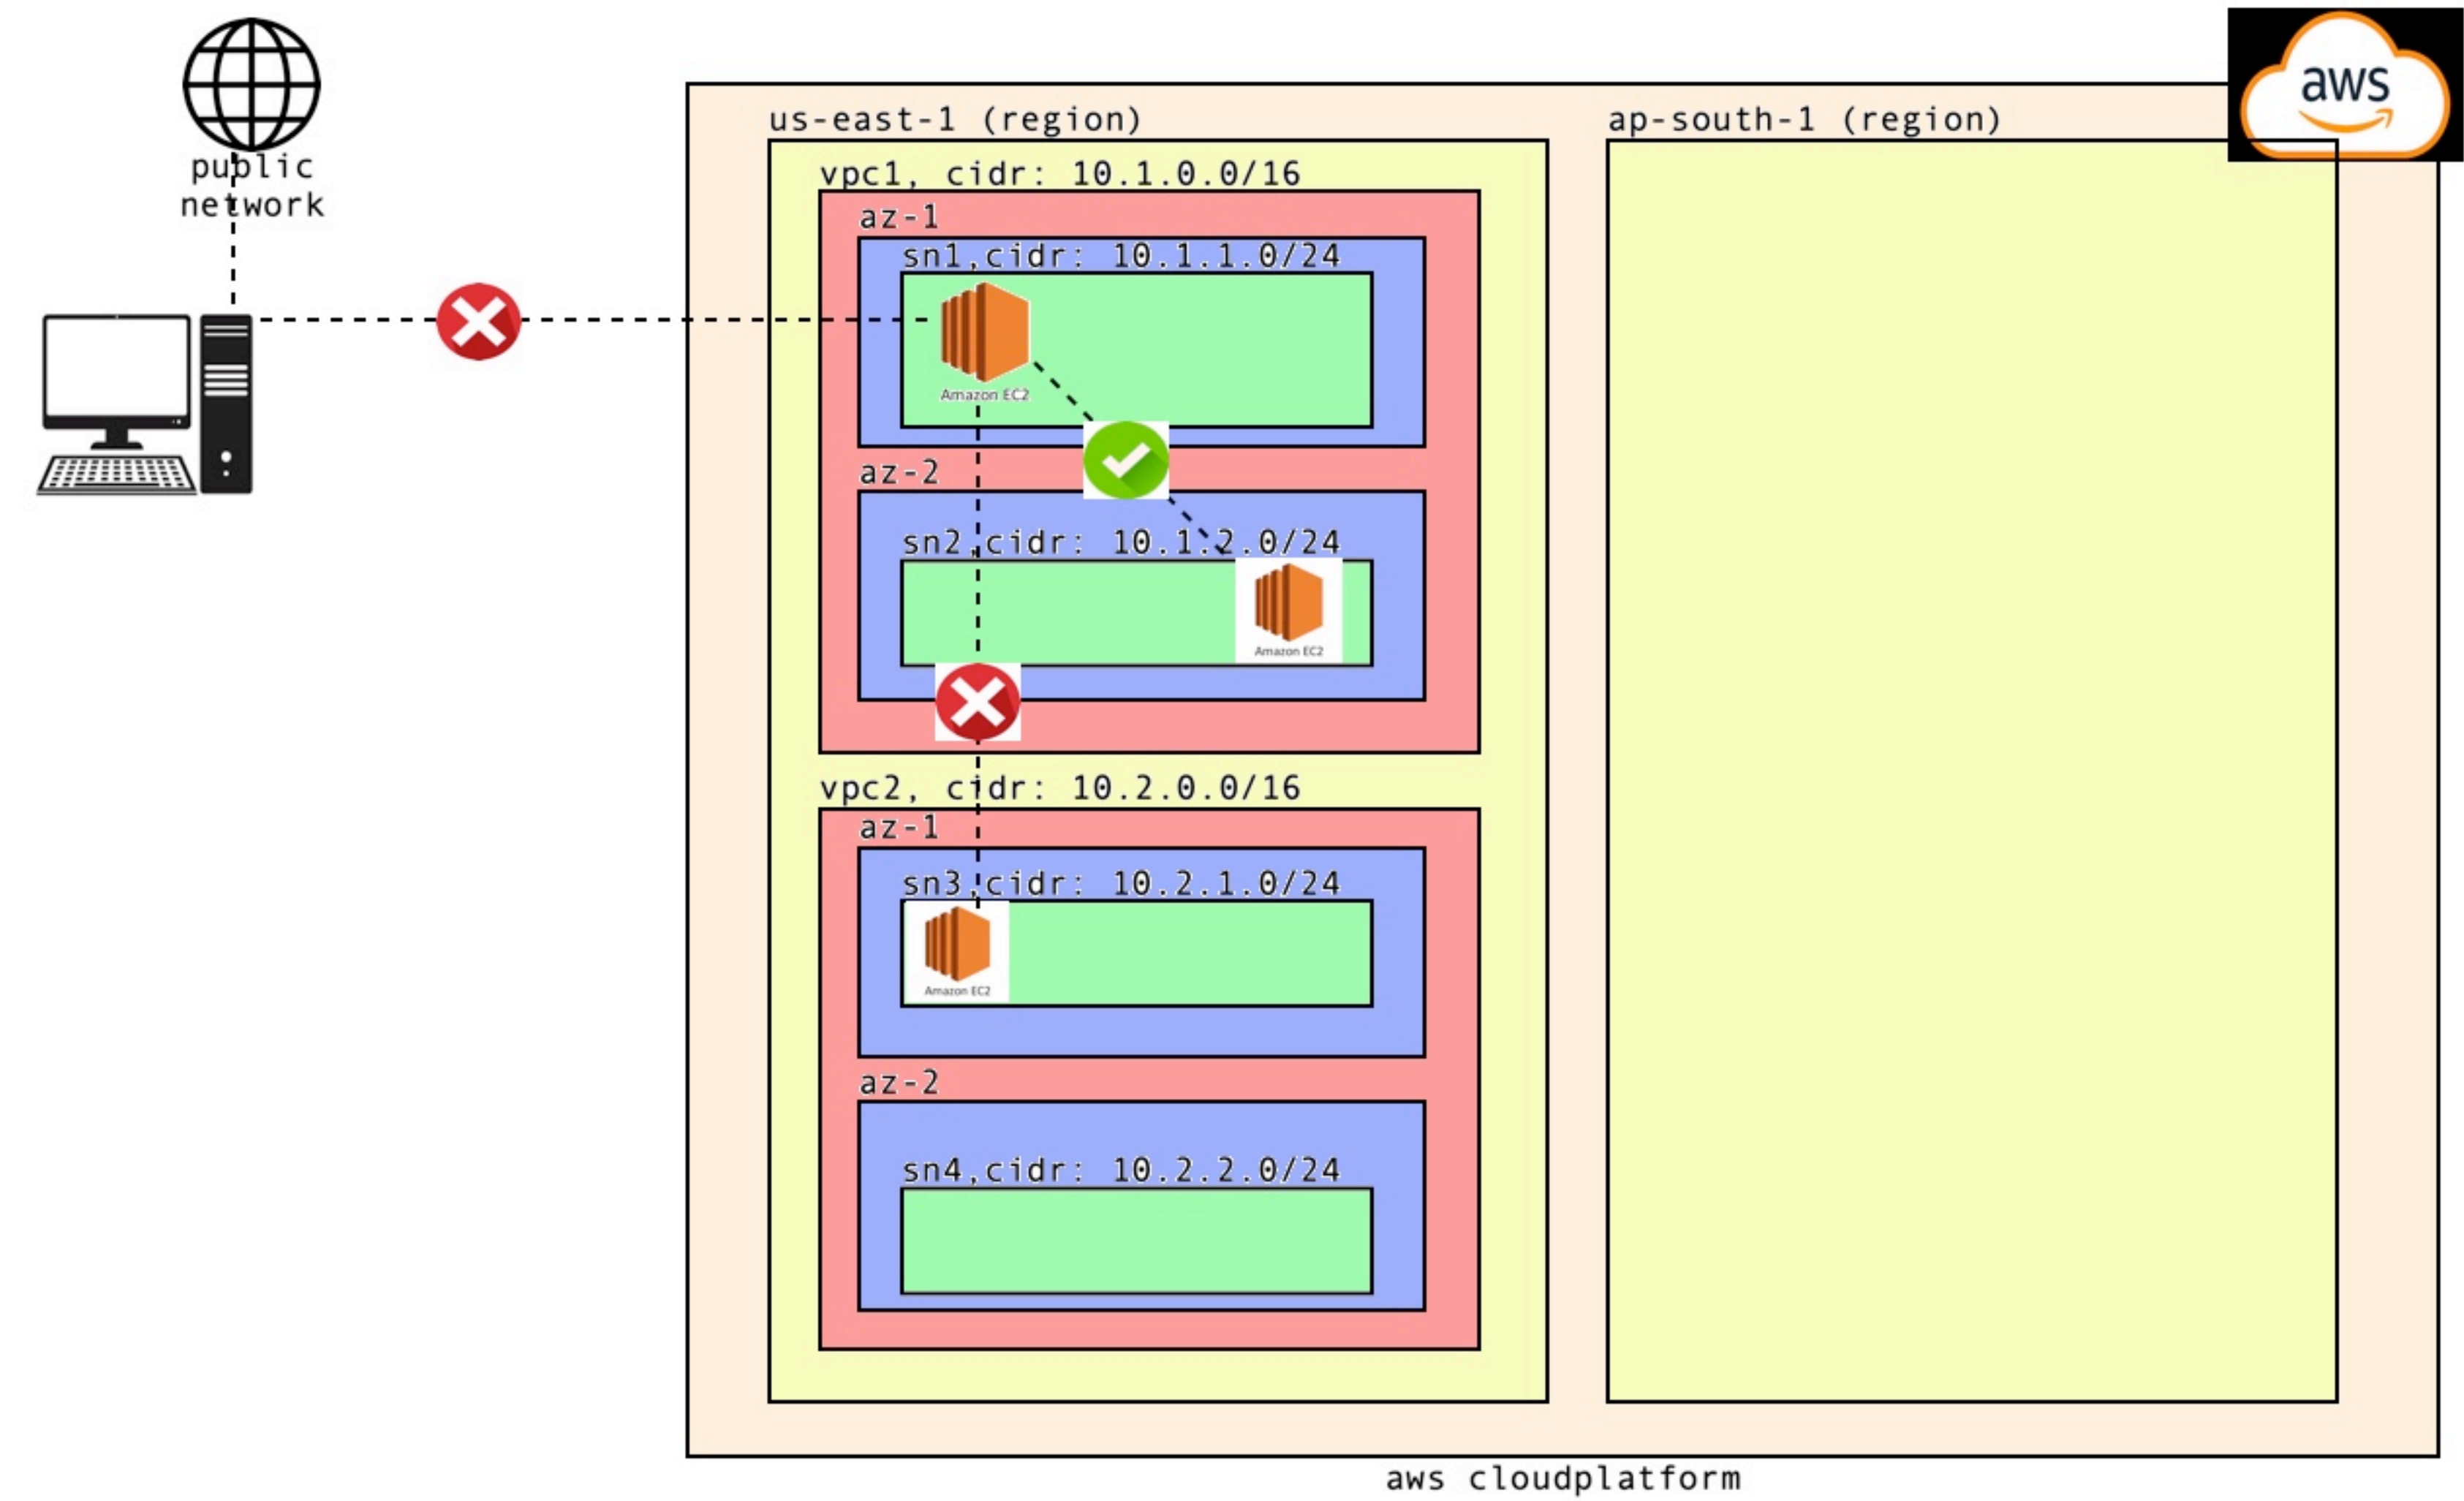 public
network
aws
us-east-1 (region)
ap-south-1 (region)
vpc1, cidr: 10.1.0.0/16
az-1
sn1,cidr: 10.1.1.0/24
Amazon EC2
az-2
sn2,cidr: 10.1.2.0/24
Amazon EC2
vpc2, cidr: 10.2.0.0/16
az-1
sn3,cidr: 10.2.1.0/24
Amazon EC2
az-2
sn4,cidr: 10.2.2.0/24
aws cloudplatform